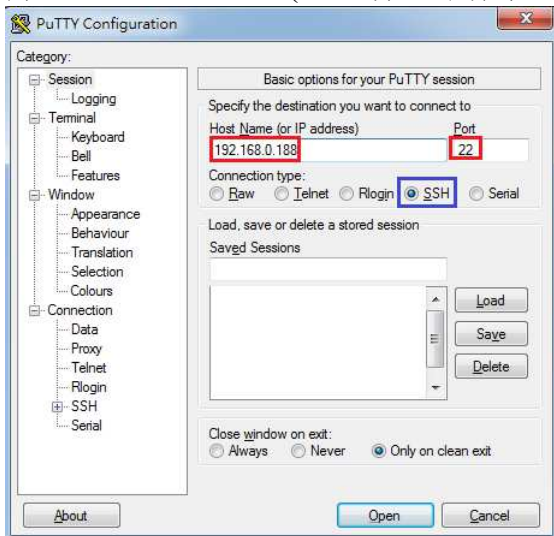 PuTTY Configuration
Category:
Session
Logging
Terminal
Keyboard
Bell
Features
Window
Appearance
Behaviour
Translation
Selection
Colours
Connection
Data
Proxy
Telnet
Rlogin
SSH
Serial
Basic options for your PuTTY session
Specify the destination you want to connect to
Host Name (or IP address) Port
192.168.0.188 22
Connection type:
Raw Telnet Rlogin SSH Serial
Load, save or delete a stored session
Saved Sessions
Load
Save
Delete
Close window on exit:
Always Never Only on clean exit
About Open Cancel